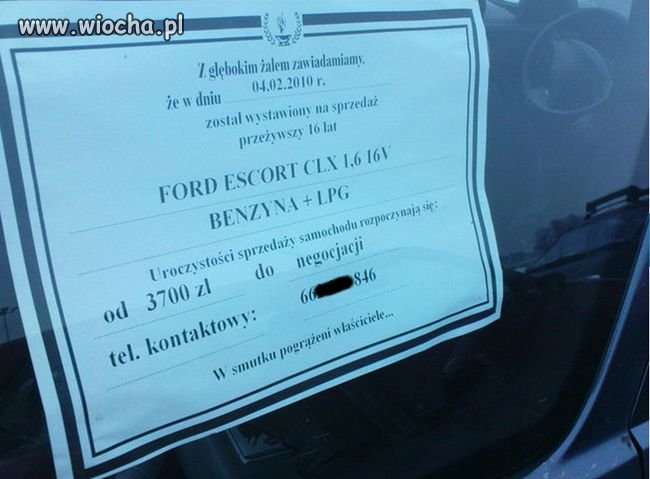 www.wiocha.pl
Z głębokim żalem zawiadamiamy,
że w dniu 04.02.2010 r.
został wystawiony na sprzedaż
przeżywszy 16 lat
FORD ESCORT CLX 1,6 16V
BENZYNA + LPG
Uroczystości sprzedaży samochodu rozpoczynają się:
od 3700 zł do negocjacji
tel. kontaktowy: 66 846
W smutku pogrążeni właściciele...